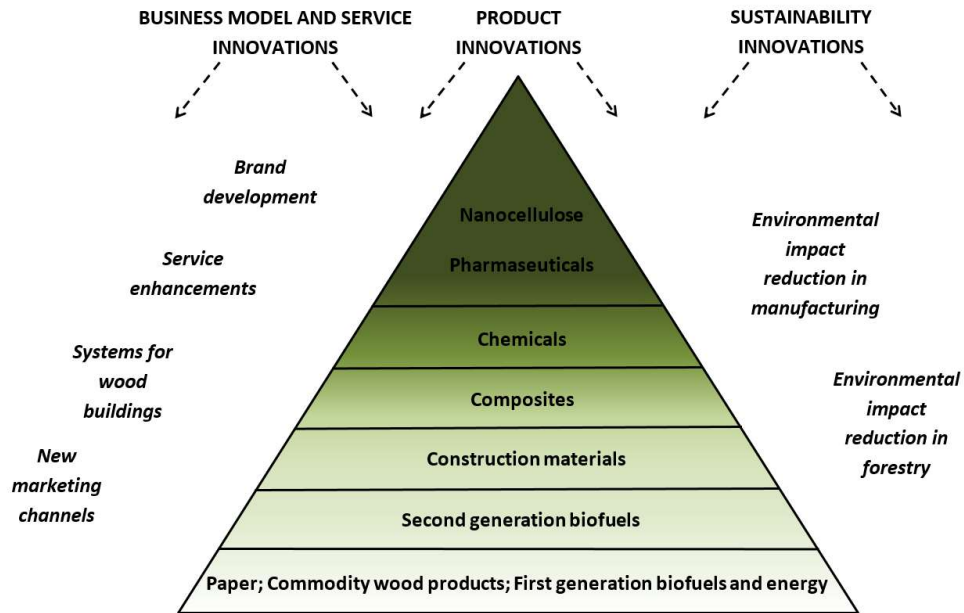 BUSINESS MODEL AND SERVICE
INNOVATIONS
PRODUCT
INNOVATIONS
SUSTAINABILITY
INNOVATIONS
Brand
development
Service
enhancements
Systems for
wood
buildings
New
marketing
channels
Nanocellulose
Pharmaseuticals
Chemicals
Composites
Construction materials
Second generation biofuels
Paper; Commodity wood products; First generation biofuels and energy
Environmental
impact
reduction in
manufacturing
Environmental
impact
reduction in
forestry